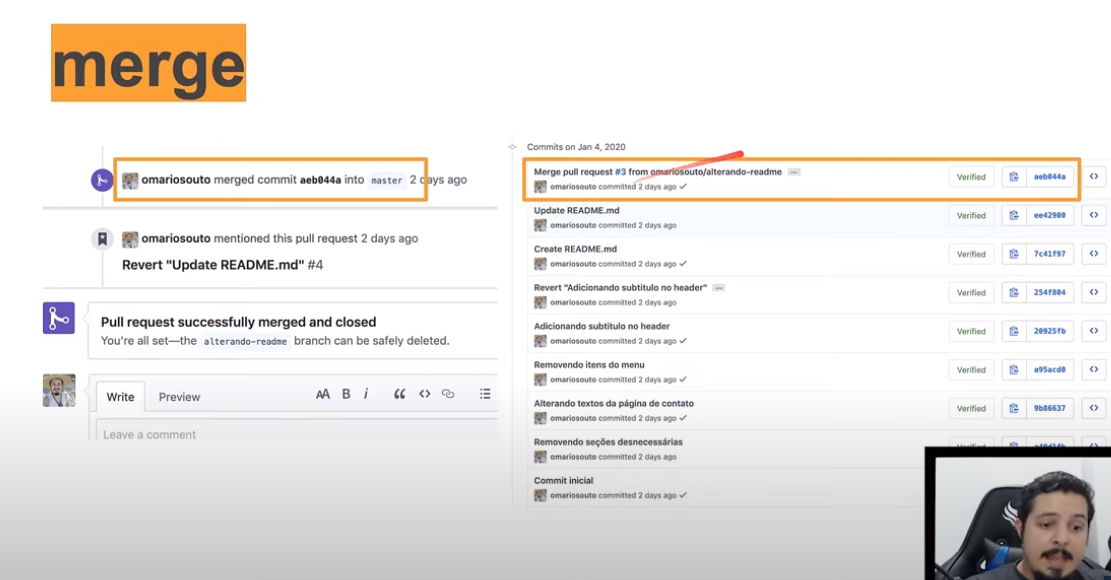 merge
omariosouto merged commit aeb044a into master 2 days ago
omariosouto mentioned this pull request 2 days ago
Revert "Update README.md" #4
Pull request successfully merged and closed
You're all set—the alterando-readme branch can be safely deleted.
Write Preview
AA B i
Leave a comment
Commits on Jan 4, 2020
Merge pull request #3 from omariosouto/alterando-readme
omariosouto committed 2 days ago
Verified aeb044a
Update README.md
omariosouto committed 2 days ago
Verified ee42900
Create README.md
omariosouto committed 2 days ago
Verified 7c41f97
Revert "Adicionando subtitulo no header"
omariosouto committed 2 days ago
Verified 254f804
Adicionando subtitulo no header
omariosouto committed 2 days ago
Verified 20925fb
Removendo itens do menu
omariosouto committed 2 days ago
Verified a95acd0
Alterando textos da página de contato
omariosouto committed 2 days ago
Verified 9b86637
Removendo seções desnecessárias
omariosouto committed 2 days ago
Commit inicial
omariosouto committed 2 days ago